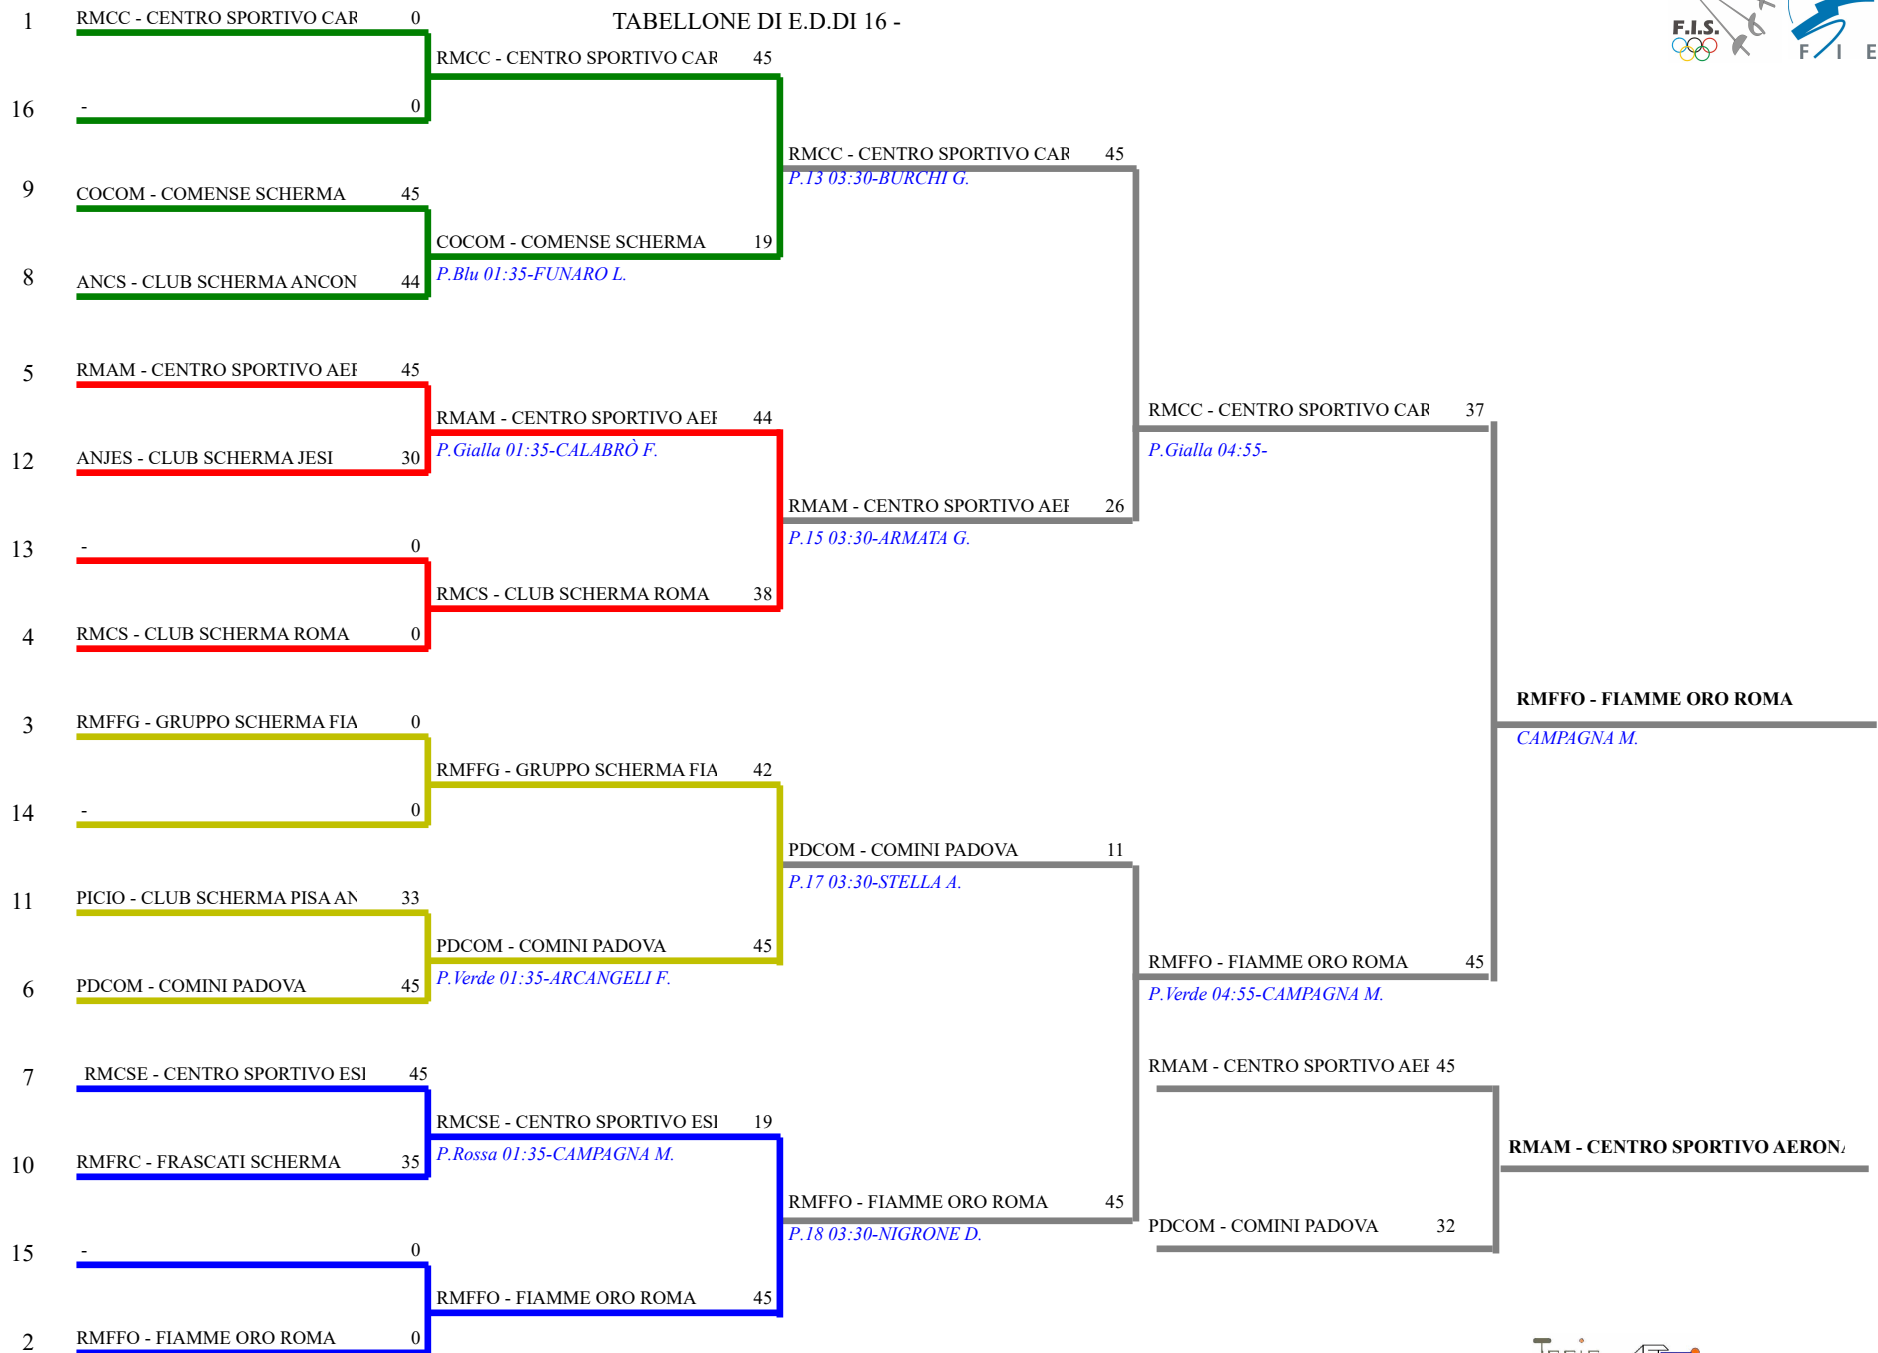 TABELLONE DI E.D.DI 16 -
F.I.S.
F I E
1 RMCC - CENTRO SPORTIVO CAR 0
RMCC - CENTRO SPORTIVO CAR 45
16 - 0
RMCC - CENTRO SPORTIVO CAR 45
P.13 03:30-BURCHI G.
9 COCOM - COMENSE SCHERMA 45
COCOM - COMENSE SCHERMA 19
P.Blu 01:35-FUNARO L.
8 ANCS - CLUB SCHERMA ANCON 44
5 RMAM - CENTRO SPORTIVO AEF 45
RMAM - CENTRO SPORTIVO AEF 44
P.Gialla 01:35-CALABRÒ F.
RMCC - CENTRO SPORTIVO CAR 37
P.Gialla 04:55-
12 ANJES - CLUB SCHERMA JESI 30
RMAM - CENTRO SPORTIVO AEF 26
P.15 03:30-ARMATA G.
13 - 0
RMCS - CLUB SCHERMA ROMA 38
4 RMCS - CLUB SCHERMA ROMA 0
RMFFO - FIAMME ORO ROMA
CAMPAGNA M.
3 RMFFG - GRUPPO SCHERMA FIA 0
RMFFG - GRUPPO SCHERMA FIA 42
14 - 0
PDCOM - COMINI PADOVA 11
P.17 03:30-STELLA A.
11 PICIO - CLUB SCHERMA PISA AN 33
PDCOM - COMINI PADOVA 45
P.Verde 01:35-ARCANGELI F.
RMFFO - FIAMME ORO ROMA 45
P.Verde 04:55-CAMPAGNA M.
6 PDCOM - COMINI PADOVA 45
7 RMCSE - CENTRO SPORTIVO ESI 45
RMAM - CENTRO SPORTIVO AEF 45
RMCSE - CENTRO SPORTIVO ESI 19
P.Rossa 01:35-CAMPAGNA M.
RMAM - CENTRO SPORTIVO AERON
10 RMFRC - FRASCATI SCHERMA 35
RMFFO - FIAMME ORO ROMA 45
P.18 03:30-NIGRONE D.
PDCOM - COMINI PADOVA 32
15 - 0
RMFFO - FIAMME ORO ROMA 45
2 RMFFO - FIAMME ORO ROMA 0